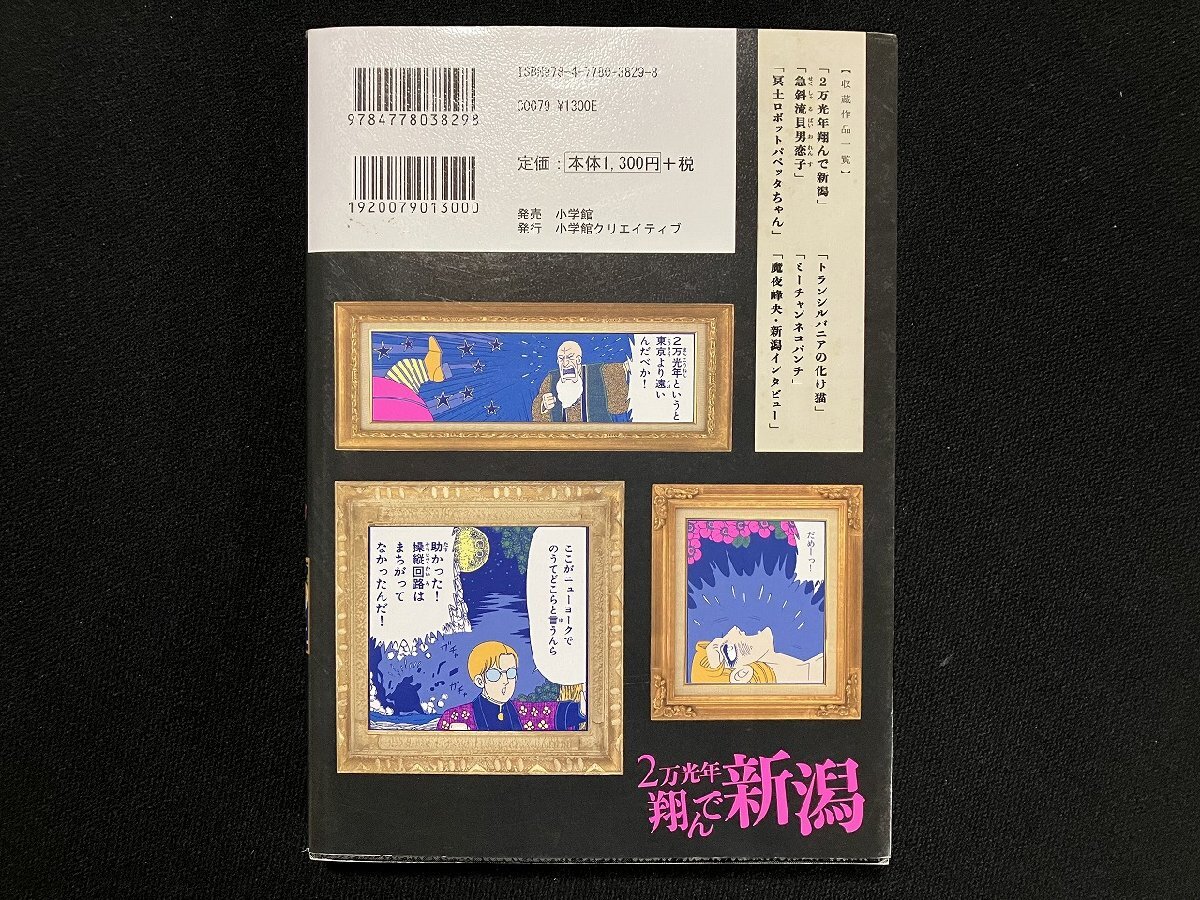 ISBN978-4-7780-3829-8
C0079 ¥1300E
9784778038298
1920079013000
定価：本体1,300円+税
発売　小学館
発行　小学館クリエイティブ
【収蔵作品一覧】
「2万光年翔んで新潟」
「急斜流貝男恋子」
「冥土ロボットパペッタちゃん」
「トランシルバニアの化け猫」
「ミーチャンネコパンチ」
「魔夜峰央・新潟インタビュー」
2万光年というと
東京より遠い
んだべか！
ここがニューヨークで
のうてどこらと言うんら
助かった！
操縦回路は
まちがって
なかったんだ！
ガチャ
ガチャ
だめーっ！
2万光年
翔んで新潟